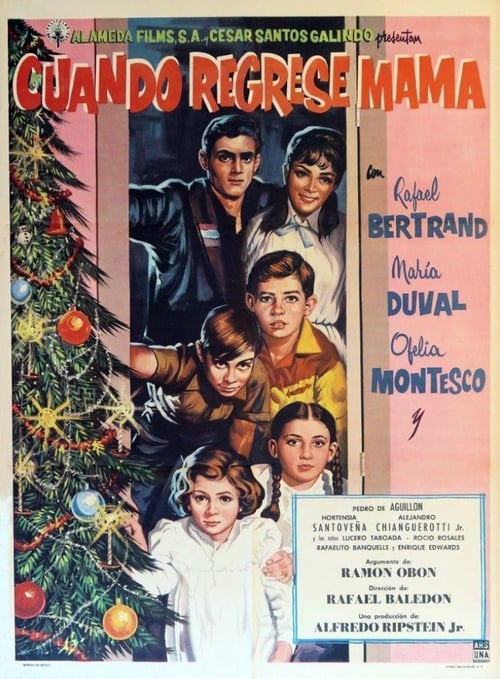 ALAMEDA FILMS, S.A. y CESAR SANTOS GALINDO presentan
CUANDO REGRESE MAMA
con
Rafael
BERTRAND
María
DUVAL
Ofelia
MONTESCO
y
PEDRO DE AGUILLON
HORTENSIA ALEJANDRO
SANTOVEÑA CHIANGUEROTTI Jr.
y los niños LUCERO TABOADA - ROCIO ROSALES
RAFAELITO BANQUELLS y ENRIQUE EDWARDS
Argumento de:
RAMON OBON
Dirección de:
RAFAEL BALEDON
Una producción de:
ALFREDO RIPSTEIN Jr.
ARS
UNA